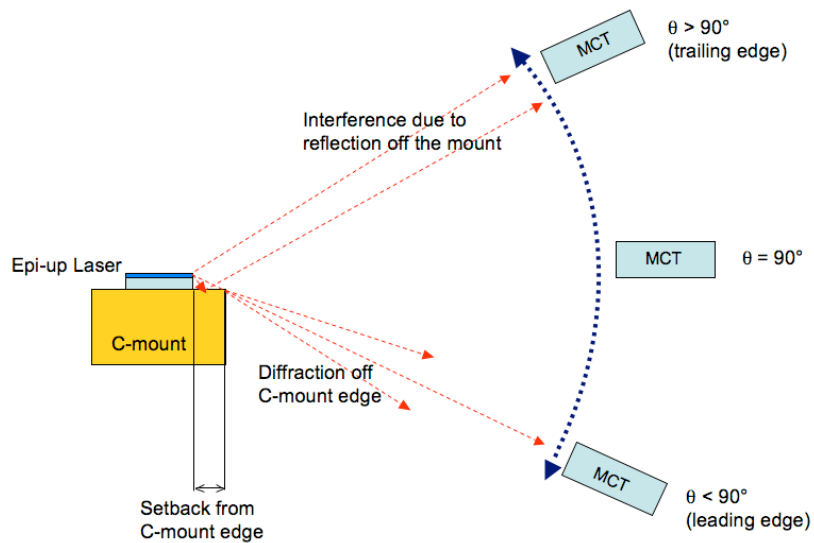 MCT
θ > 90°
(trailing edge)
Interference due to
reflection off the mount
Epi-up Laser
MCT
θ = 90°
C-mount
Diffraction off
C-mount edge
MCT
θ < 90°
(leading edge)
Setback from
C-mount edge